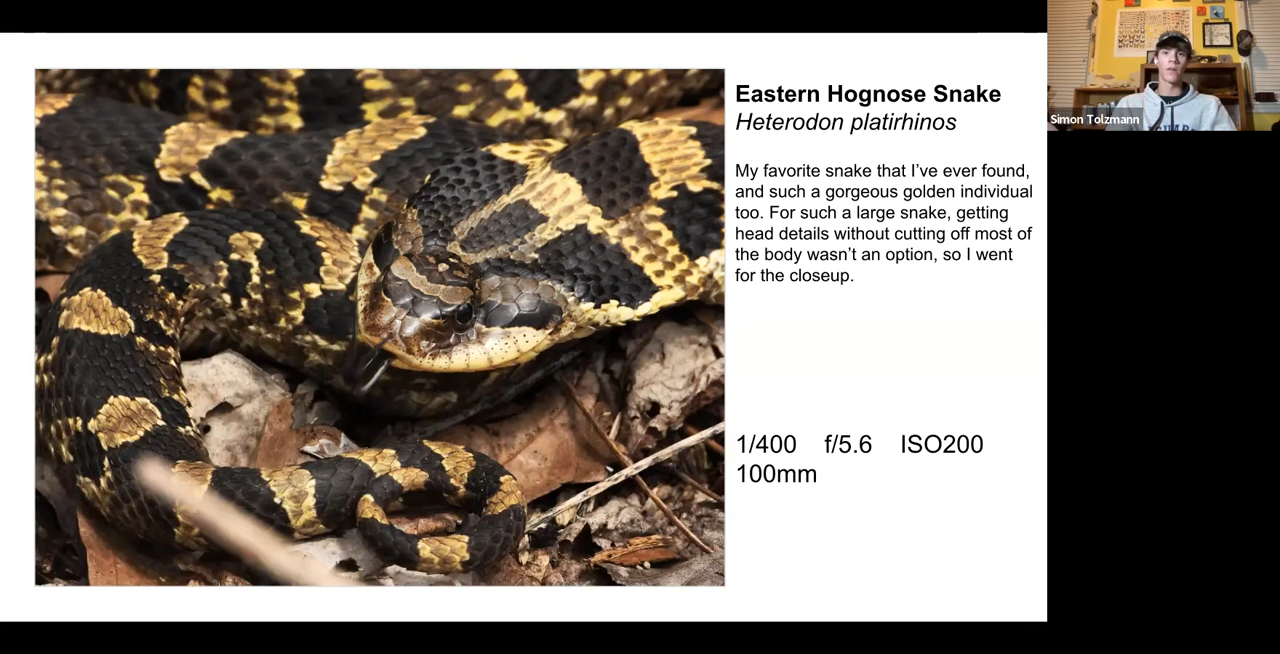 Eastern Hognose Snake
Heterodon platirhinos
My favorite snake that I've ever found,
and such a gorgeous golden individual
too. For such a large snake, getting
head details without cutting off most of
the body wasn't an option, so I went
for the closeup.
1/400 f/5.6 ISO200
100mm
Simon Tolzmann